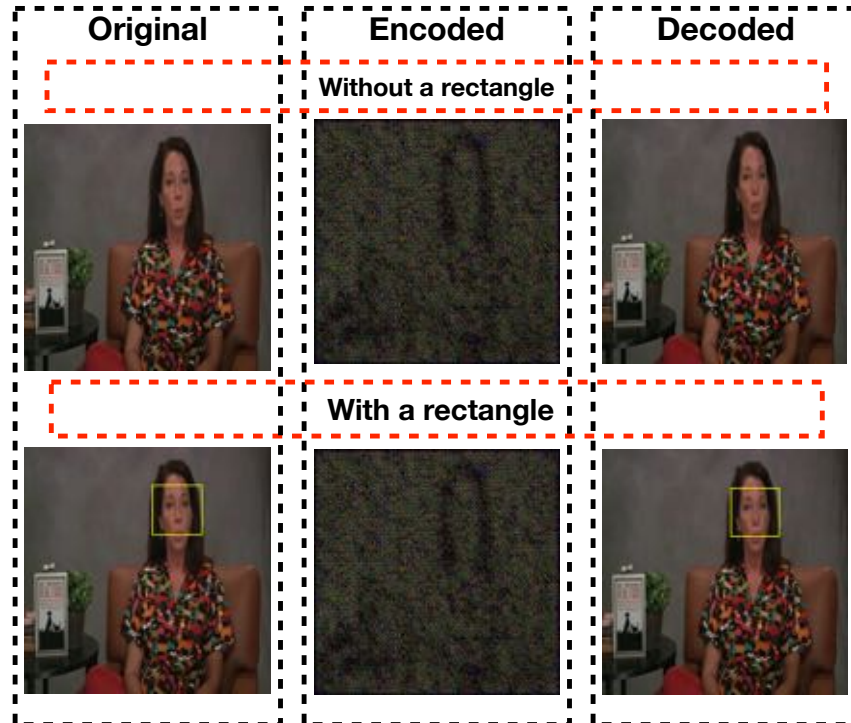 Original
Encoded
Decoded
Without a rectangle
With a rectangle